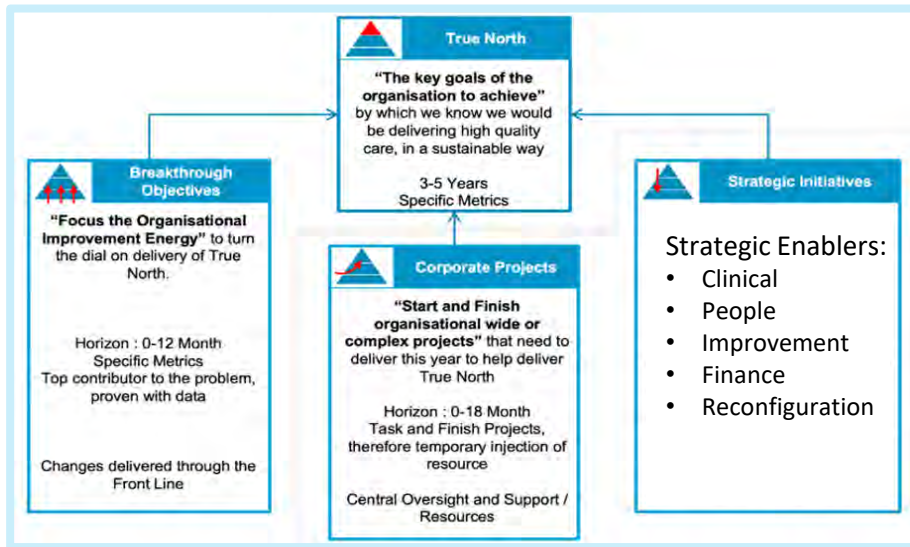 True North
“The key goals of the
organisation to achieve”
by which we know we would
be delivering high quality
care, in a sustainable way
3-5 Years
Specific Metrics
Breakthrough
Objectives
“Focus the Organisational
Improvement Energy” to turn
the dial on delivery of True
North.
Horizon : 0-12 Month
Specific Metrics
Top contributor to the problem,
proven with data
Changes delivered through the
Front Line
Corporate Projects
“Start and Finish
organisational wide or
complex projects” that need to
deliver this year to help deliver
True North
Horizon : 0-18 Month
Task and Finish Projects,
therefore temporary injection of
resource
Central Oversight and Support /
Resources
Strategic Initiatives
Strategic Enablers:
• Clinical
• People
• Improvement
• Finance
• Reconfiguration